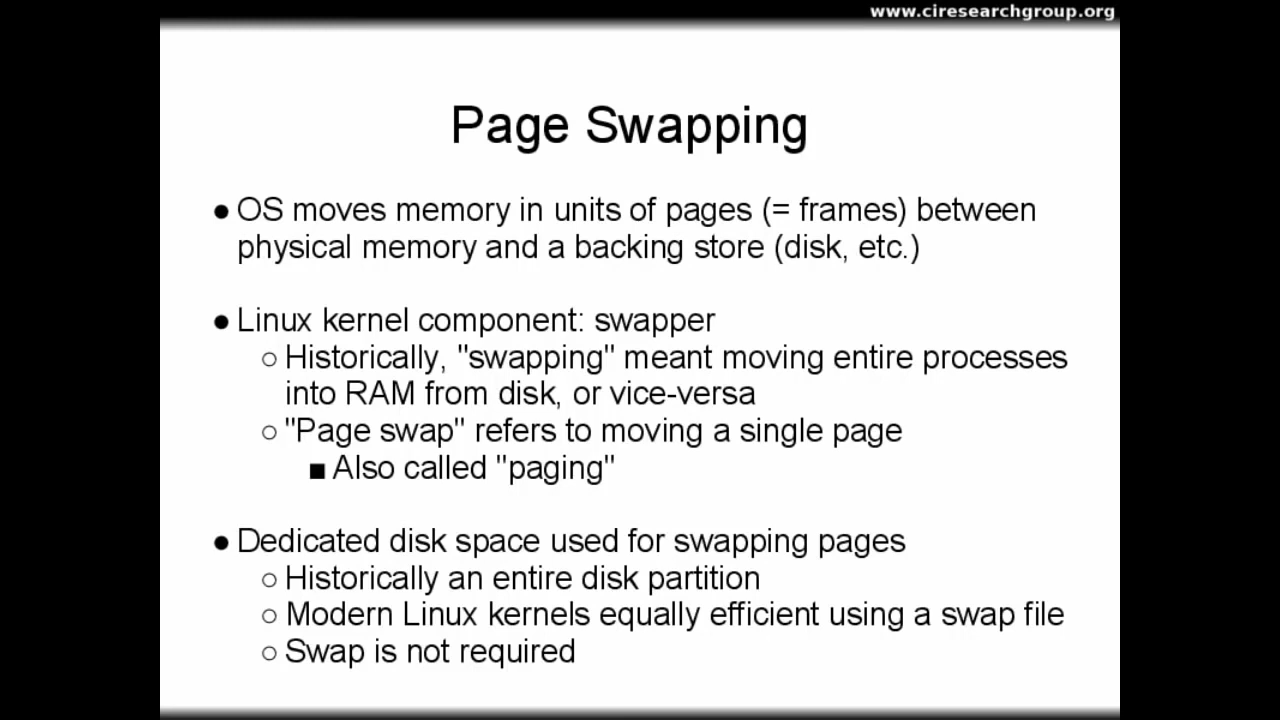 www.ciresearchgroup.org
Page Swapping
● OS moves memory in units of pages (= frames) between
physical memory and a backing store (disk, etc.)
● Linux kernel component: swapper
○ Historically, "swapping" meant moving entire processes
into RAM from disk, or vice-versa
○ "Page swap" refers to moving a single page
■ Also called "paging"
● Dedicated disk space used for swapping pages
○ Historically an entire disk partition
○ Modern Linux kernels equally efficient using a swap file
○ Swap is not required